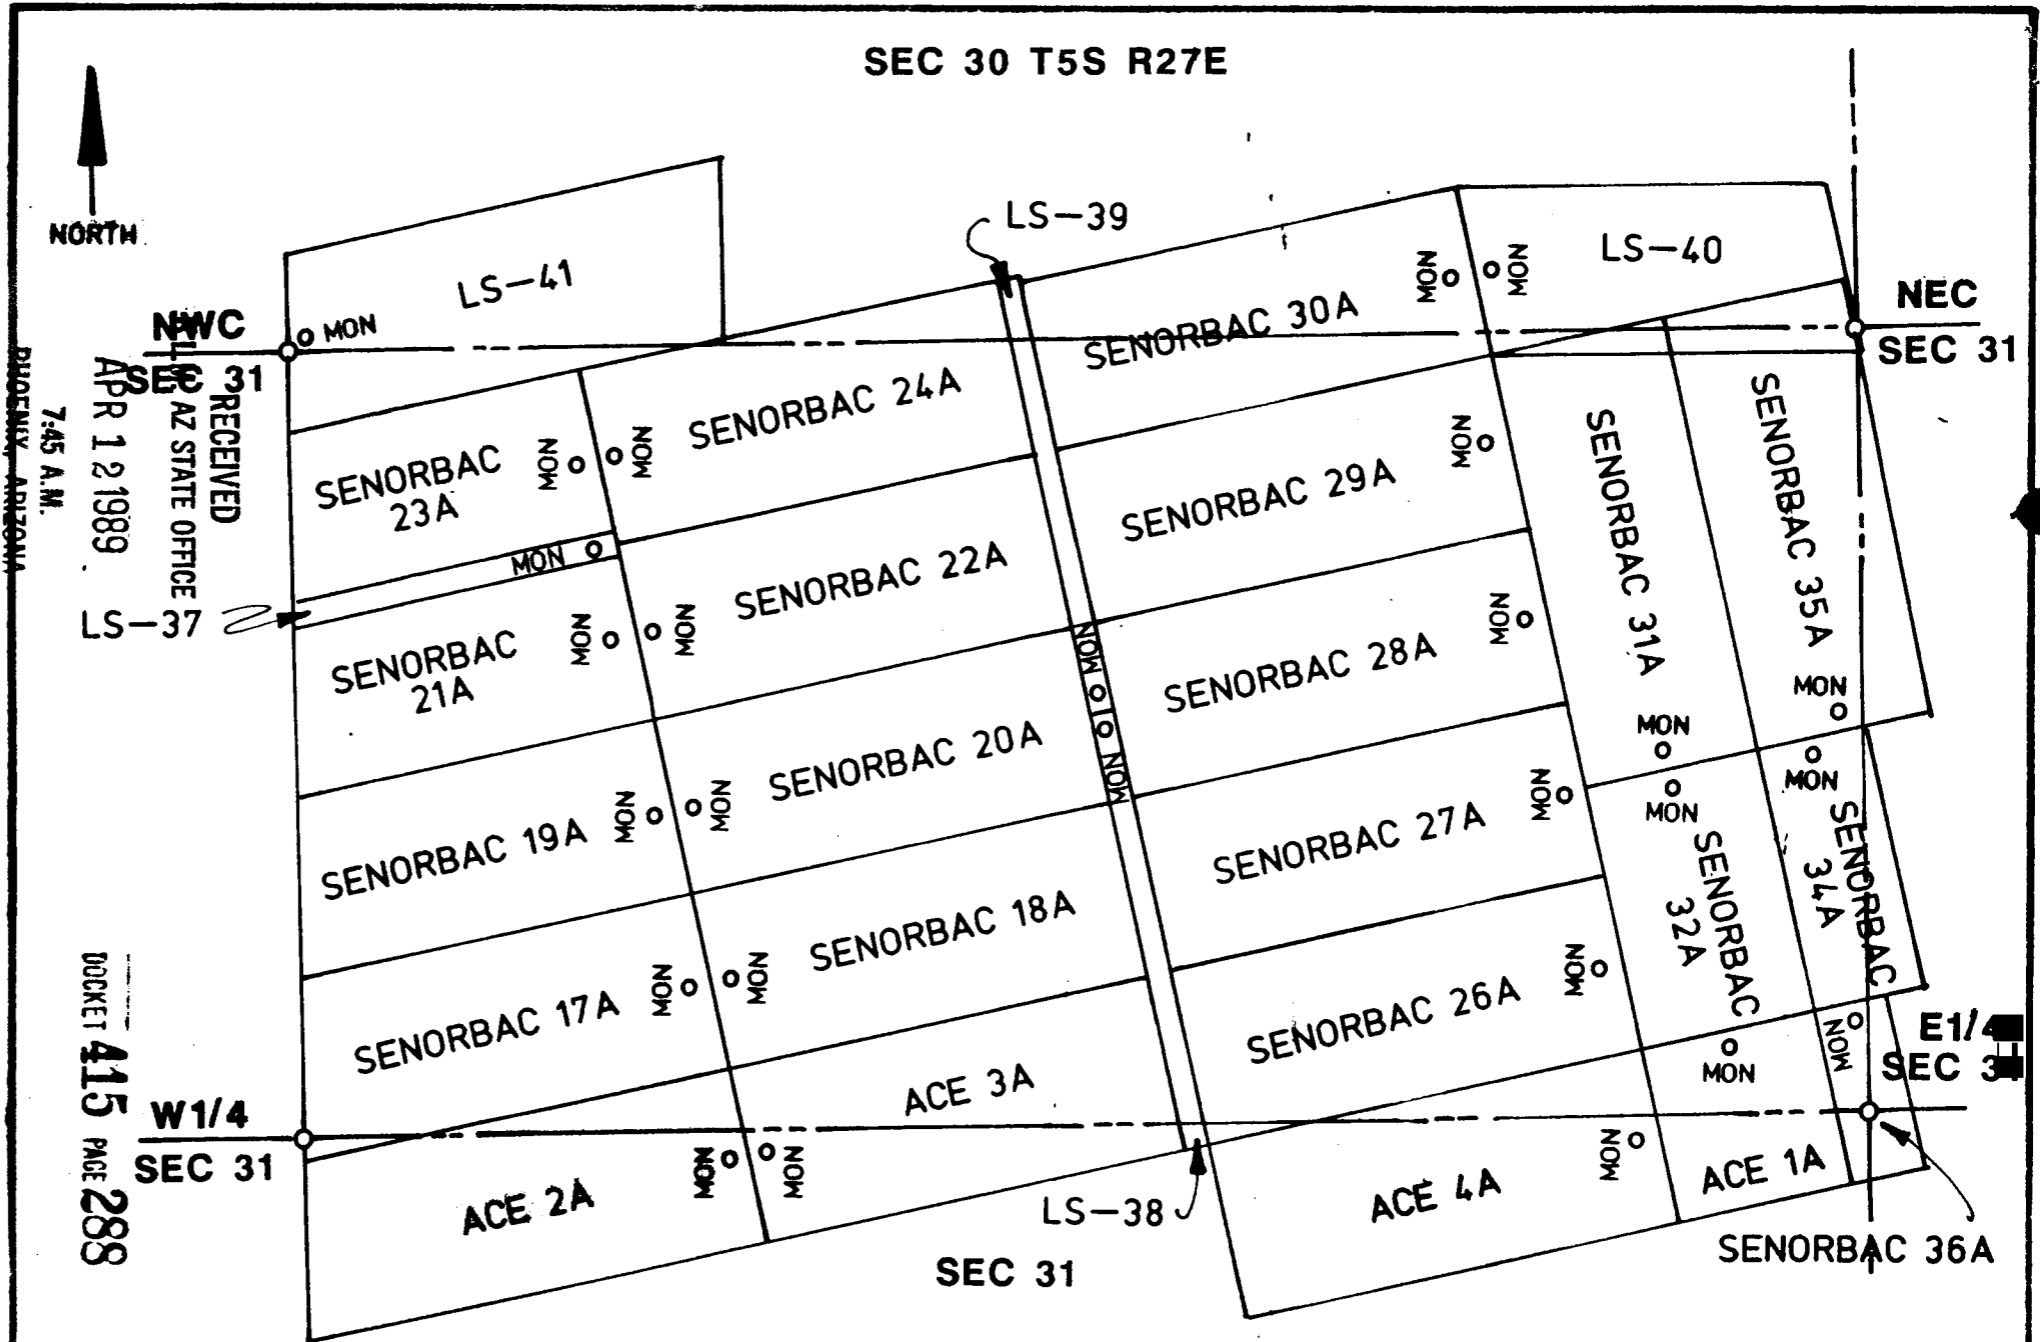 SEC 30 T5S R27E
NORTH
LS-39
LS-41
LS-40
MON
MON
MON
NWC
SEC 31
NEC
SEC 31
SENORBAC 30A
RECEIVED
AZ STATE OFFICE
APR 12 1989
7:45 A.M.
PHOENIX, ARIZONA
SENORBAC
23A
MON
MON
SENORBAC 24A
SENORBAC 29A
MON
SENORBAC 31A
SENORBAC 35A
MON
LS-37
SENORBAC
21A
MON
MON
SENORBAC 22A
MON
SENORBAC 28A
MON
MON
MON
SENORBAC 19A
MON
MON
SENORBAC 20A
MON
SENORBAC 27A
MON
MON
MON
SENORBAC
32A
SENORBAC
34A
SENORBAC 17A
MON
MON
SENORBAC 18A
SENORBAC 26A
MON
MON
MON
E1/4
SEC 31
DOCKET 415 PAGE 288
W1/4
SEC 31
ACE 2A
MON
MON
ACE 3A
LS-38
ACE 4A
MON
ACE 1A
SENORBAC 36A
SEC 31